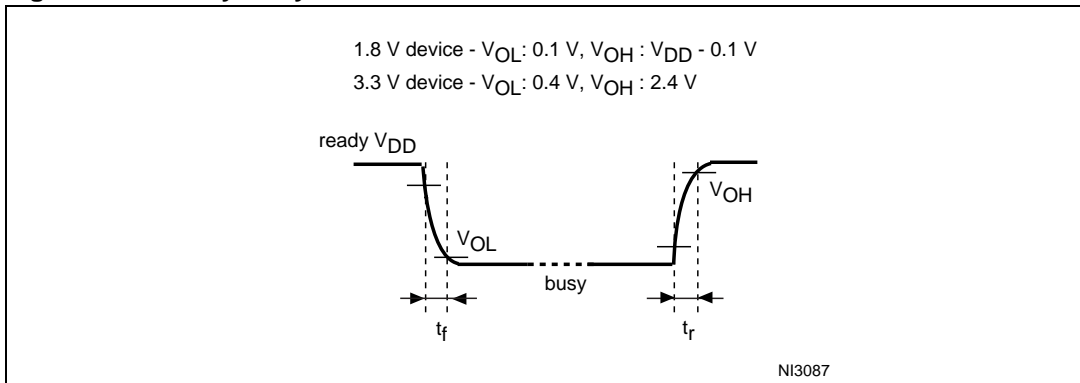 1.8 V device - VOL: 0.1 V, VOH : VDD - 0.1 V
3.3 V device - VOL: 0.4 V, VOH : 2.4 V
ready VDD
VOH
VOL
busy
tf
tr
NI3087